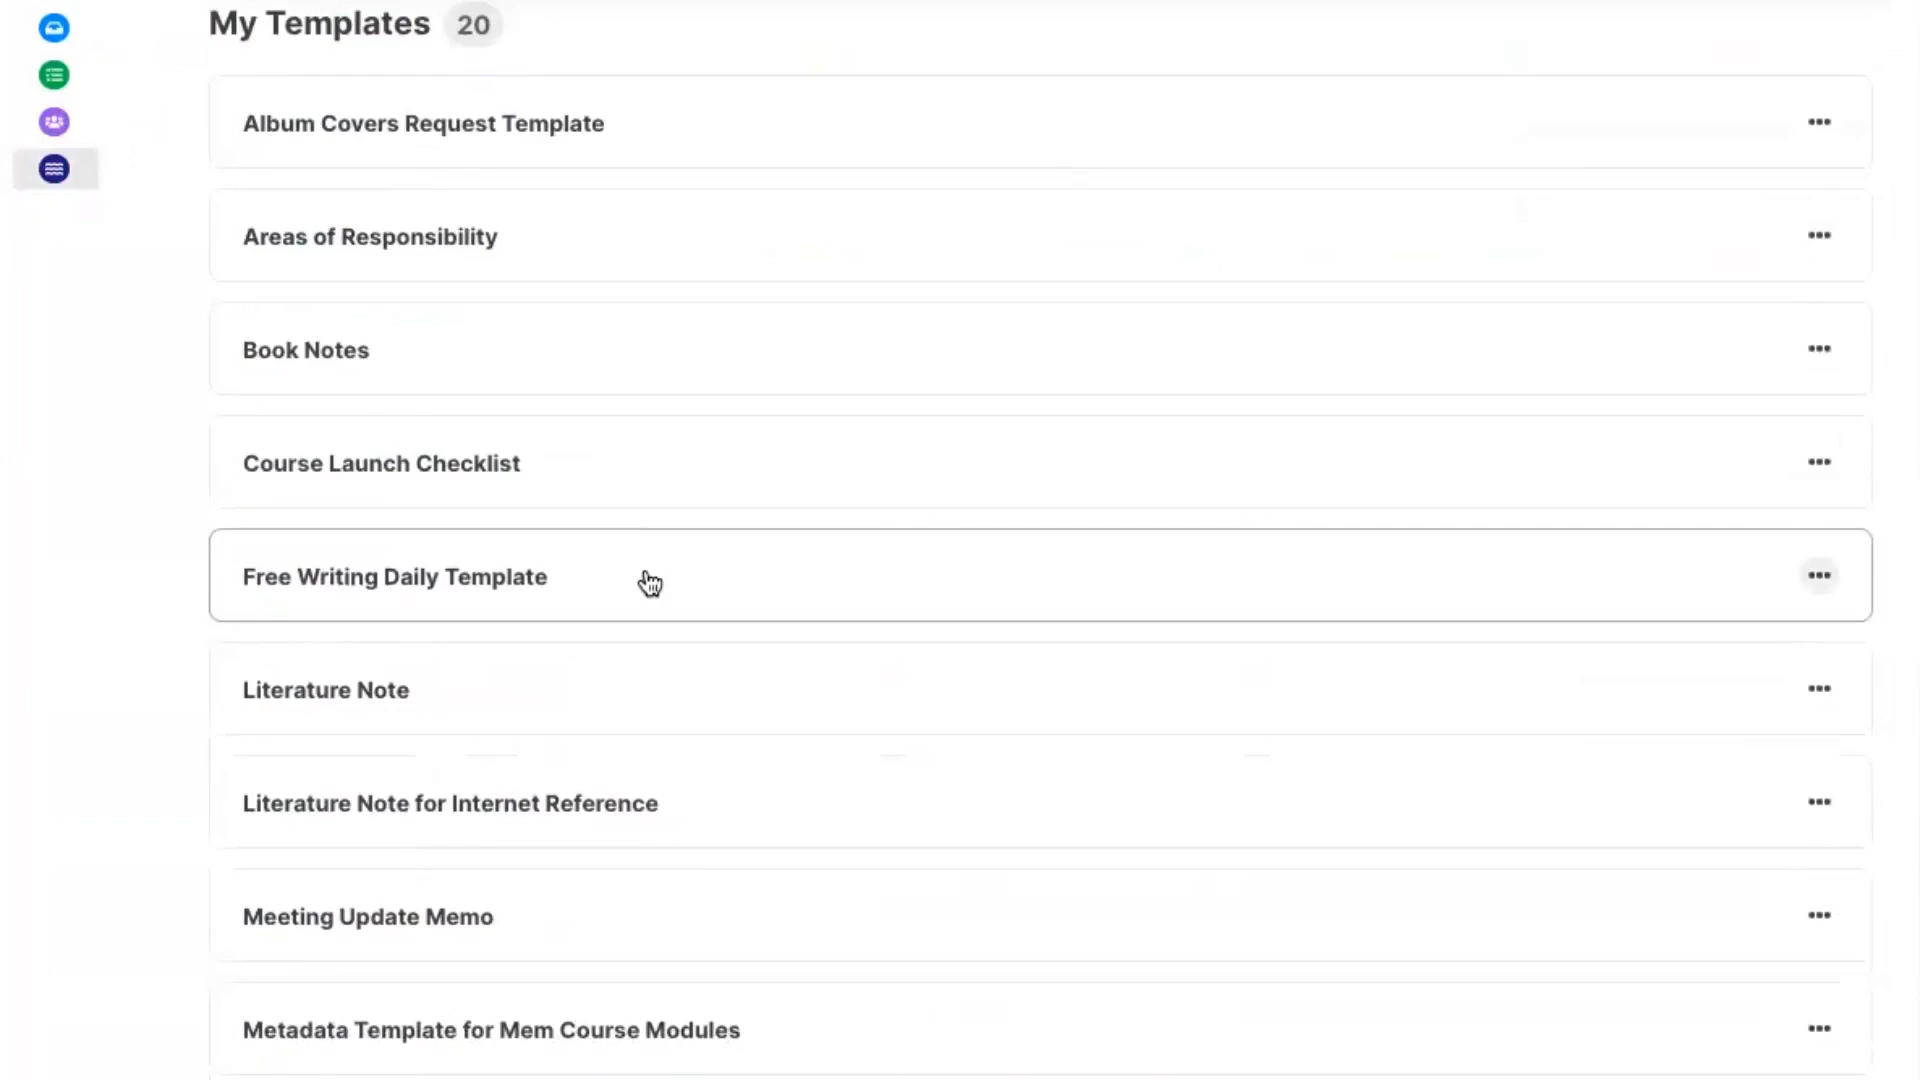 My Templates 20
Album Covers Request Template
Areas of Responsibility
Book Notes
Course Launch Checklist
Free Writing Daily Template
Literature Note
Literature Note for Internet Reference
Meeting Update Memo
Metadata Template for Mem Course Modules